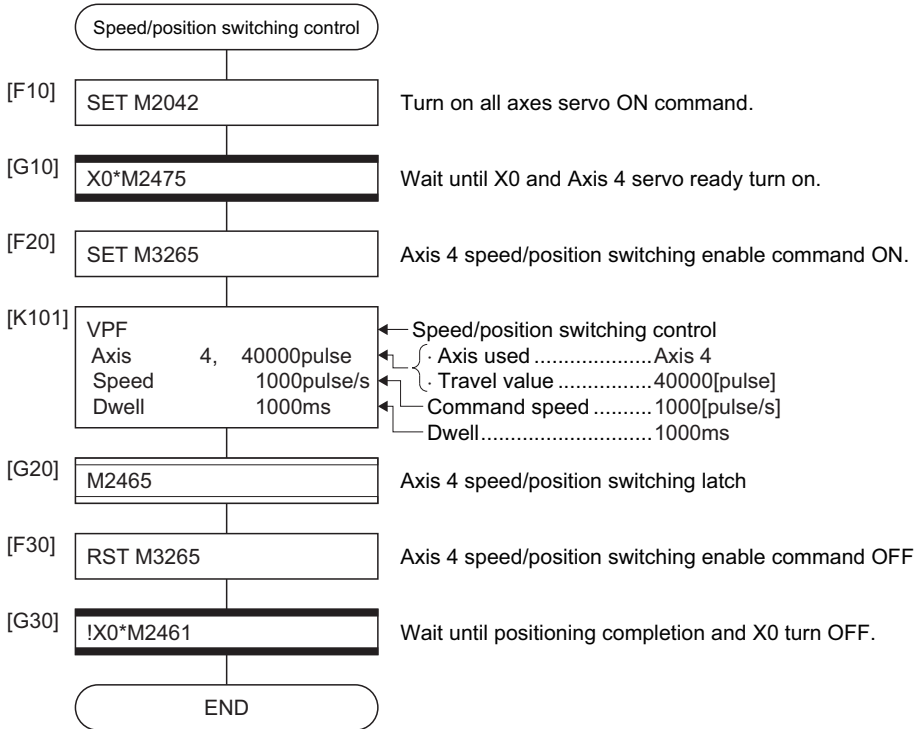 Speed/position switching control
[F10]
SET M2042
Turn on all axes servo ON command.
[G10]
X0*M2475
Wait until X0 and Axis 4 servo ready turn on.
[F20]
SET M3265
Axis 4 speed/position switching enable command ON.
[K101]
VPF
Speed/position switching control
Axis 4, 40000pulse
· Axis used ....................Axis 4
Speed 1000pulse/s
· Travel value ................40000[pulse]
Dwell 1000ms
Command speed ..........1000[pulse/s]
Dwell.............................1000ms
[G20]
M2465
Axis 4 speed/position switching latch
[F30]
RST M3265
Axis 4 speed/position switching enable command OFF
[G30]
!X0*M2461
Wait until positioning completion and X0 turn OFF.
END